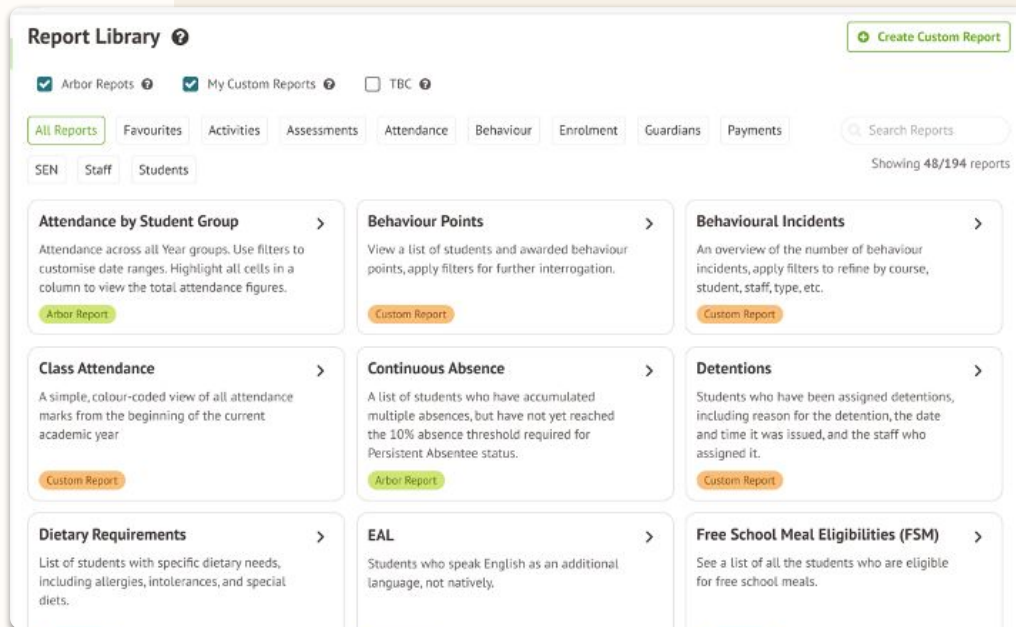 Report Library
Create Custom Report
Arbor Repots
My Custom Reports
TBC
All Reports
Favourites
Activities
Assessments
Attendance
Behaviour
Enrolment
Guardians
Payments
Search Reports
SEN
Staff
Students
Showing 48/194 reports
Attendance by Student Group
Attendance across all Year groups. Use filters to
customise date ranges. Highlight all cells in a
column to view the total attendance figures.
Arbor Report
Behaviour Points
View a list of students and awarded behaviour
points, apply filters for further interrogation.
Custom Report
Behavioural Incidents
An overview of the number of behaviour
incidents, apply filters to refine by course,
student, staff, type, etc.
Custom Report
Class Attendance
A simple, colour-coded view of all attendance
marks from the beginning of the current
academic year
Custom Report
Continuous Absence
A list of students who have accumulated
multiple absences, but have not yet reached
the 10% absence threshold required for
Persistent Absentee status.
Arbor Report
Detentions
Students who have been assigned detentions,
including reason for the detention, the date
and time it was issued, and the staff who
assigned it.
Custom Report
Dietary Requirements
List of students with specific dietary needs,
including allergies, intolerances, and special
diets.
EAL
Students who speak English as an additional
language, not natively.
Free School Meal Eligibilities (FSM)
See a list of all the students who are eligible
for free school meals.